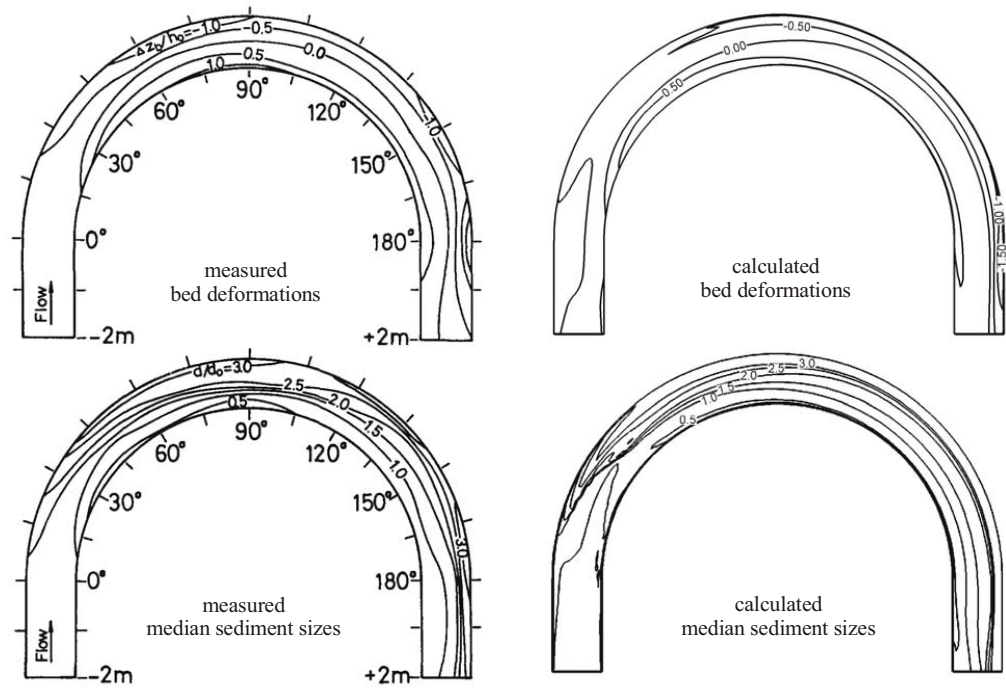 Δz_b/h_0=-1.0
-0.5
0.0
0.5
1.0
-1.0
30°
60°
90°
120°
150°
0°
180°
measured
bed deformations
Flow
-2m
+2m
-0.50
0.00
-0.50
-1.00
-1.50
calculated
bed deformations
d/d_0=3.0
2.5
2.0
1.5
1.0
0.5
3.0
30°
60°
90°
120°
150°
0°
180°
measured
median sediment sizes
Flow
-2m
+2m
3.0
2.5
2.0
1.5
1.0
0.5
calculated
median sediment sizes